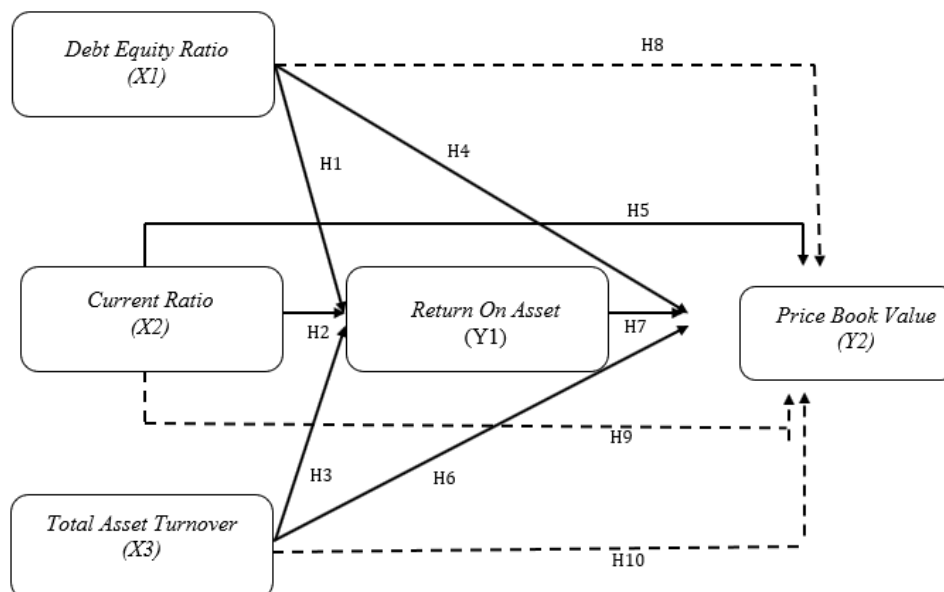 Debt Equity Ratio
(X1)
H8
H1
H4
H5
Current Ratio
(X2)
H2
Return On Asset
(Y1)
H7
Price Book Value
(Y2)
H9
H3
H6
Total Asset Turnover
(X3)
H10